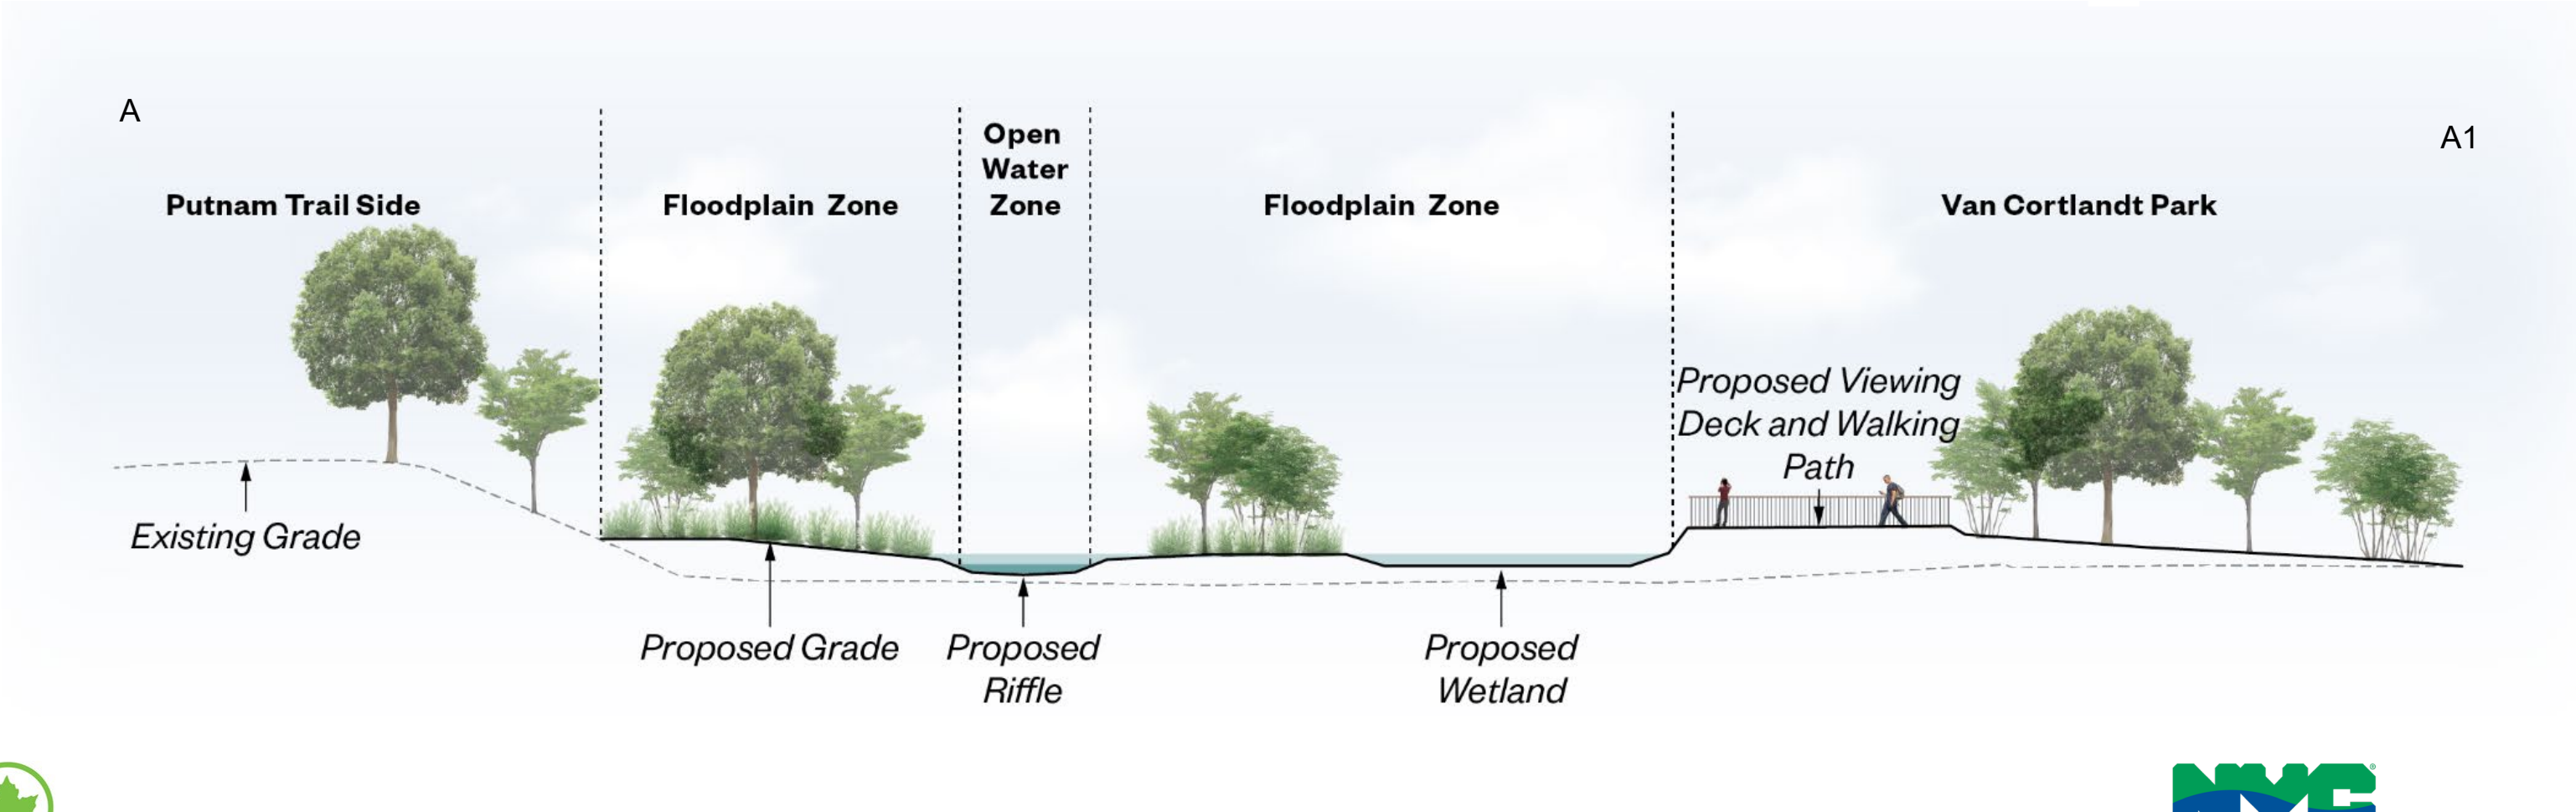 A
A1
Putnam Trail Side
Floodplain Zone
Open
Water
Zone
Floodplain Zone
Van Cortlandt Park
Proposed Viewing
Deck and Walking
Path
Existing Grade
Proposed Grade
Proposed
Riffle
Proposed
Wetland
NYC